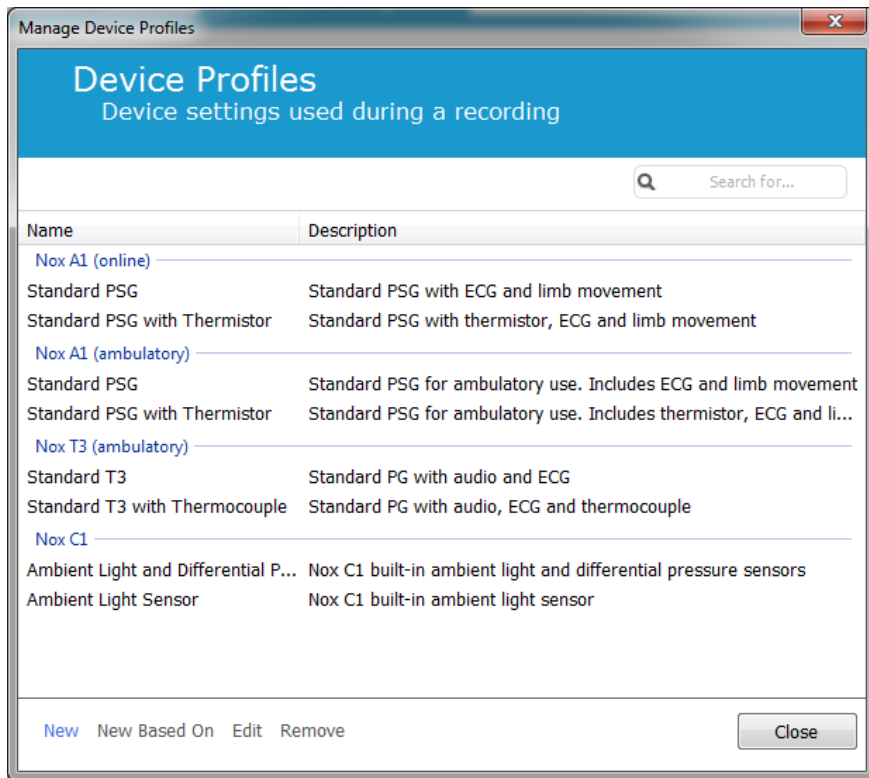 Manage Device Profiles
Device Profiles
Device settings used during a recording
Search for...
Name Description
Nox A1 (online)
Standard PSG Standard PSG with ECG and limb movement
Standard PSG with Thermistor Standard PSG with thermistor, ECG and limb movement
Nox A1 (ambulatory)
Standard PSG Standard PSG for ambulatory use. Includes ECG and limb movement
Standard PSG with Thermistor Standard PSG for ambulatory use. Includes thermistor, ECG and li...
Nox T3 (ambulatory)
Standard T3 Standard PG with audio and ECG
Standard T3 with Thermocouple Standard PG with audio, ECG and thermocouple
Nox C1
Ambient Light and Differential P... Nox C1 built-in ambient light and differential pressure sensors
Ambient Light Sensor Nox C1 built-in ambient light sensor
New New Based On Edit Remove Close